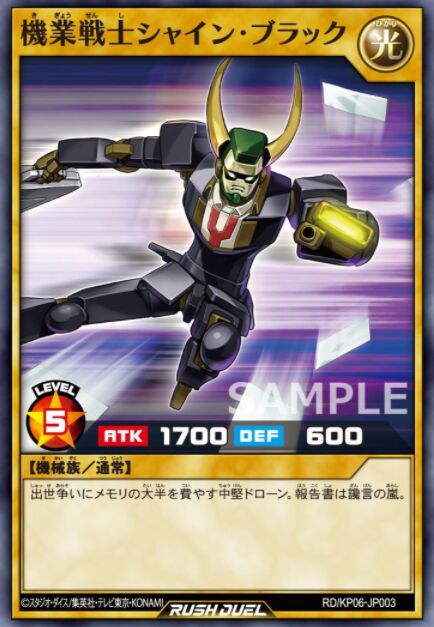 機業戦士シャイン・ブラック
光
SAMPLE
LEVEL
5
ATK 1700 DEF 600
【機械族/通常】
出世争いにメモリの大半を費やす中堅ドローン。報告書は讒言の嵐。
©スタジオ・ダイス/集英社・テレビ東京・KONAMI
RUSH DUEL
RD/KP06-JP003